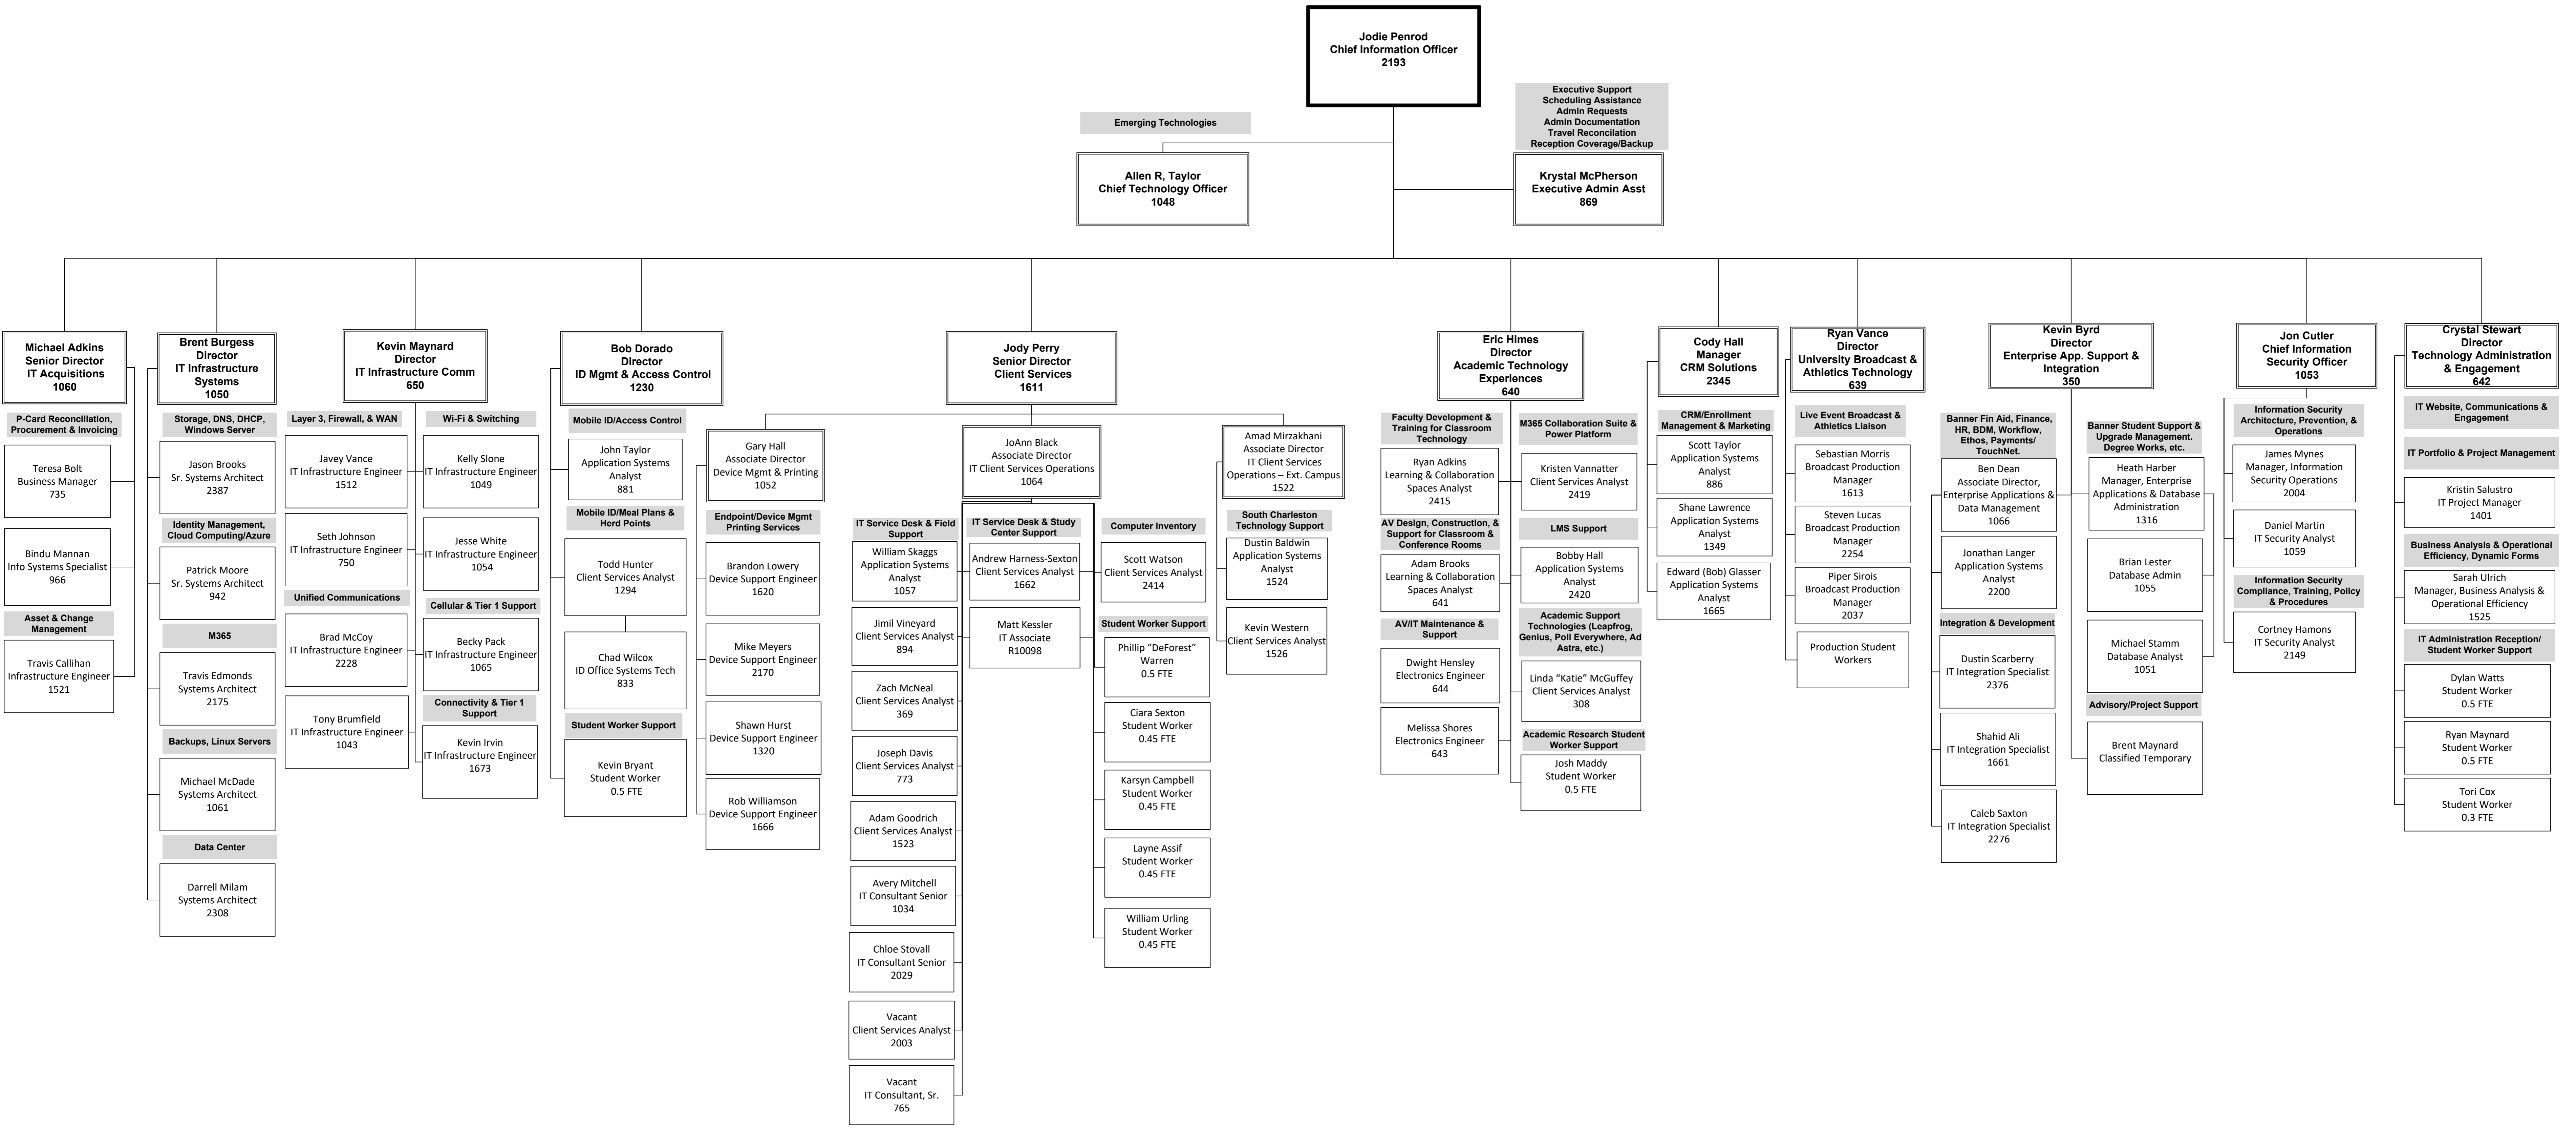 Jodie Penrod
Chief Information Officer
2193
Emerging Technologies
Executive Support
Scheduling Assistance
Admin Requests
Admin Documentation
Travel Reconcilation
Reception Coverage/Backup
Allen R, Taylor
Chief Technology Officer
1048
Krystal McPherson
Executive Admin Asst
869
Michael Adkins
Senior Director
IT Acquisitions
1060
P-Card Reconciliation,
Procurement & Invoicing
Teresa Bolt
Business Manager
735
Bindu Mannan
Info Systems Specialist
966
Asset & Change
Management
Travis Callihan
Infrastructure Engineer
1521
Brent Burgess
Director
IT Infrastructure
Systems
1050
Storage, DNS, DHCP,
Windows Server
Jason Brooks
Sr. Systems Architect
2387
Identity Management,
Cloud Computing/Azure
Patrick Moore
Sr. Systems Architect
942
M365
Travis Edmonds
Systems Architect
2175
Backups, Linux Servers
Michael McDade
Systems Architect
1061
Data Center
Darrell Milam
Systems Architect
2308
Kevin Maynard
Director
IT Infrastructure Comm
650
Layer 3, Firewall, & WAN
Javey Vance
IT Infrastructure Engineer
1512
Seth Johnson
IT Infrastructure Engineer
750
Unified Communications
Brad McCoy
IT Infrastructure Engineer
2228
Tony Brumfield
IT Infrastructure Engineer
1043
Wi-Fi & Switching
Kelly Slone
IT Infrastructure Engineer
1049
Jesse White
IT Infrastructure Engineer
1054
Cellular & Tier 1 Support
Becky Pack
IT Infrastructure Engineer
1065
Connectivity & Tier 1
Support
Kevin Irvin
IT Infrastructure Engineer
1673
Bob Dorado
Director
ID Mgmt & Access Control
1230
Mobile ID/Access Control
John Taylor
Application Systems
Analyst
881
Mobile ID/Meal Plans &
Herd Points
Todd Hunter
Client Services Analyst
1294
Chad Wilcox
ID Office Systems Tech
833
Student Worker Support
Kevin Bryant
Student Worker
0.5 FTE
Jody Perry
Senior Director
Client Services
1611
Gary Hall
Associate Director
Device Mgmt & Printing
1052
Endpoint/Device Mgmt
Printing Services
Brandon Lowery
Device Support Engineer
1620
Mike Meyers
Device Support Engineer
2170
Shawn Hurst
Device Support Engineer
1320
Rob Williamson
Device Support Engineer
1666
JoAnn Black
Associate Director
IT Client Services Operations
1064
IT Service Desk & Field
Support
William Skaggs
Application Systems
Analyst
1057
Jimil Vineyard
Client Services Analyst
894
Zach McNeal
Client Services Analyst
369
Joseph Davis
Client Services Analyst
773
Adam Goodrich
Client Services Analyst
1523
Avery Mitchell
IT Consultant Senior
1034
Chloe Stovall
IT Consultant Senior
2029
Vacant
Client Services Analyst
2003
Vacant
IT Consultant, Sr.
765
IT Service Desk & Study
Center Support
Andrew Harness-Sexton
Client Services Analyst
1662
Matt Kessler
IT Associate
R10098
Computer Inventory
Scott Watson
Client Services Analyst
2414
Student Worker Support
Phillip “DeForest”
Warren
0.5 FTE
Ciara Sexton
Student Worker
0.45 FTE
Karsyn Campbell
Student Worker
0.45 FTE
Layne Assif
Student Worker
0.45 FTE
William Urling
Student Worker
0.45 FTE
Amad Mirzakhani
Associate Director
IT Client Services
Operations – Ext. Campus
1522
South Charleston
Technology Support
Dustin Baldwin
Application Systems
Analyst
1524
Kevin Western
Client Services Analyst
1526
Eric Himes
Director
Academic Technology
Experiences
640
Faculty Development &
Training for Classroom
Technology
Ryan Adkins
Learning & Collaboration
Spaces Analyst
2415
AV Design, Construction, &
Support for Classroom &
Conference Rooms
Adam Brooks
Learning & Collaboration
Spaces Analyst
641
AV/IT Maintenance &
Support
Dwight Hensley
Electronics Engineer
644
Melissa Shores
Electronics Engineer
643
M365 Collaboration Suite &
Power Platform
Kristen Vannatter
Client Services Analyst
2419
LMS Support
Bobby Hall
Application Systems
Analyst
2420
Academic Support
Technologies (Leapfrog,
Genius, Poll Everywhere, Ad
Astra, etc.)
Linda “Katie” McGuffey
Client Services Analyst
308
Academic Research Student
Worker Support
Josh Maddy
Student Worker
0.5 FTE
Cody Hall
Manager
CRM Solutions
2345
CRM/Enrollment
Management & Marketing
Scott Taylor
Application Systems
Analyst
886
Shane Lawrence
Application Systems
Analyst
1349
Edward (Bob) Glasser
Application Systems
Analyst
1665
Ryan Vance
Director
University Broadcast &
Athletics Technology
639
Live Event Broadcast &
Athletics Liaison
Sebastian Morris
Broadcast Production
Manager
1613
Steven Lucas
Broadcast Production
Manager
2254
Piper Sirois
Broadcast Production
Manager
2037
Production Student
Workers
Kevin Byrd
Director
Enterprise App. Support &
Integration
350
Banner Fin Aid, Finance,
HR, BDM, Workflow,
Ethos, Payments/
TouchNet.
Ben Dean
Associate Director,
Enterprise Applications &
Data Management
1066
Jonathan Langer
Application Systems
Analyst
2200
Integration & Development
Dustin Scarberry
IT Integration Specialist
2376
Shahid Ali
IT Integration Specialist
1661
Caleb Saxton
IT Integration Specialist
2276
Banner Student Support &
Upgrade Management.
Degree Works, etc.
Heath Harber
Manager, Enterprise
Applications & Database
Administration
1316
Brian Lester
Database Admin
1055
Michael Stamm
Database Analyst
1051
Advisory/Project Support
Brent Maynard
Classified Temporary
Jon Cutler
Chief Information
Security Officer
1053
Information Security
Architecture, Prevention, &
Operations
James Mynes
Manager, Information
Security Operations
2004
Daniel Martin
IT Security Analyst
1059
Information Security
Compliance, Training, Policy
& Procedures
Cortney Hamons
IT Security Analyst
2149
Crystal Stewart
Director
Technology Administration
& Engagement
642
IT Website, Communications &
Engagement
IT Portfolio & Project Management
Kristin Salustro
IT Project Manager
1401
Business Analysis & Operational
Efficiency, Dynamic Forms
Sarah Ulrich
Manager, Business Analysis &
Operational Efficiency
1525
IT Administration Reception/
Student Worker Support
Dylan Watts
Student Worker
0.5 FTE
Ryan Maynard
Student Worker
0.5 FTE
Tori Cox
Student Worker
0.3 FTE